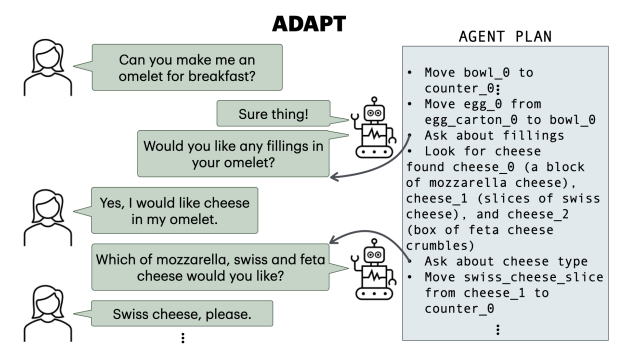 ADAPT
Can you make me an
omelet for breakfast?
Sure thing!
Would you like any fillings in
your omelet?
Yes, I would like cheese
in my omelet.
Which of mozzarella, swiss and feta
cheese would you like?
Swiss cheese, please.
⋮
AGENT PLAN
• Move bowl_0 to
counter_0⋮
• Move egg_0 from
egg_carton_0 to bowl_0
• Ask about fillings
• Look for cheese
found cheese_0 (a block
of mozzarella cheese),
cheese_1 (slices of swiss
cheese), and cheese_2
(box of feta cheese
crumbles)
• Ask about cheese type
• Move swiss_cheese_slice
from cheese_1 to
counter_0
⋮